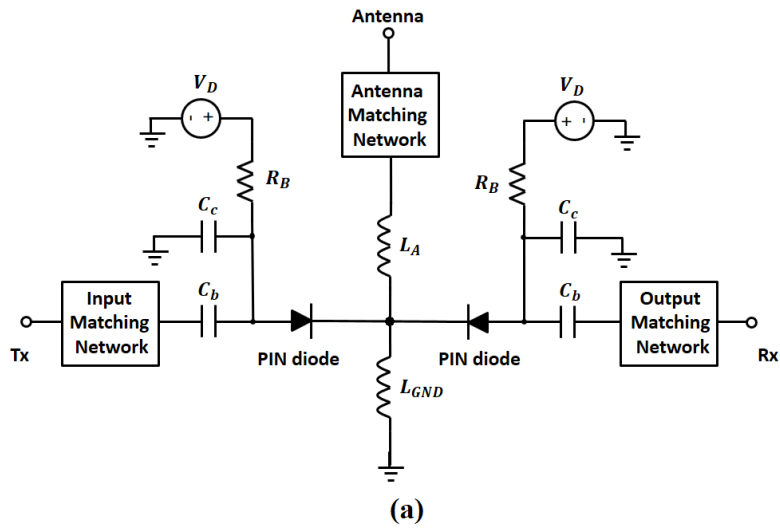 Antenna
V_D
- +
R_B
C_c
C_b
Input
Matching
Network
Tx
PIN diode
Antenna
Matching
Network
L_A
L_GND
V_D
+ -
R_B
C_c
C_b
PIN diode
Output
Matching
Network
Rx
(a)